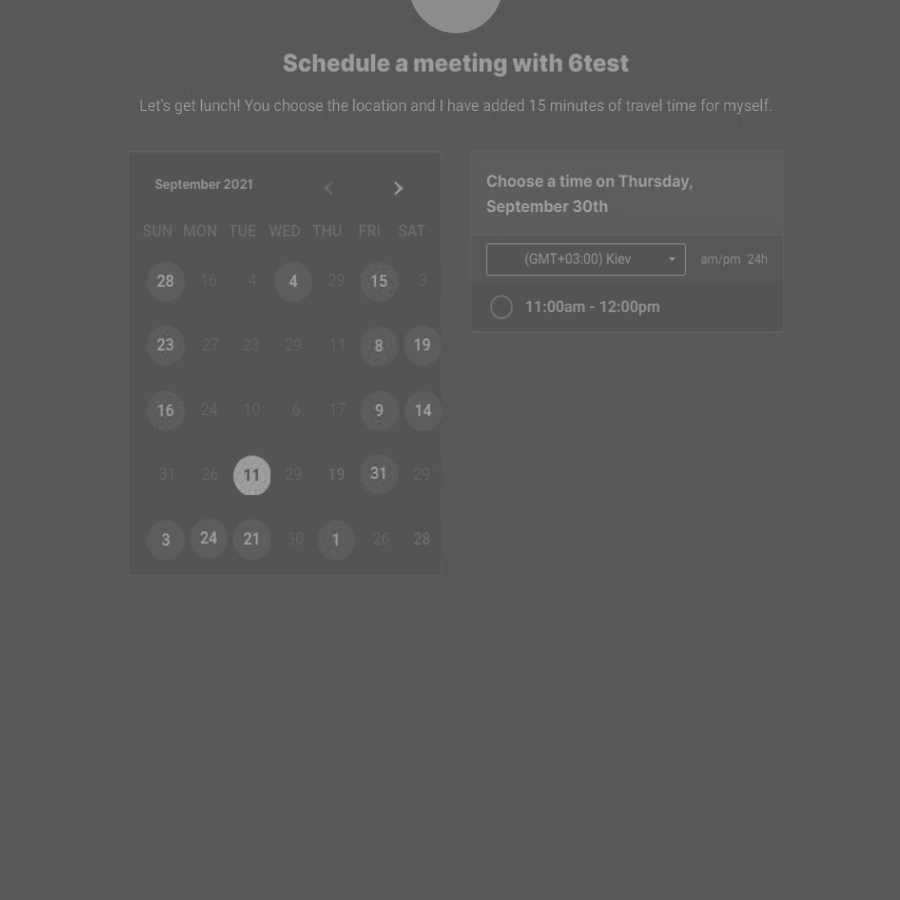 Schedule a meeting with 6test
Let's get lunch! You choose the location and I have added 15 minutes of travel time for myself.
September 2021
SUN MON TUE WED THU FRI SAT
28 16 4 4 29 15 3
23 27 23 29 11 8 19
16 24 10 6 17 9 14
31 26 11 29 19 31 29
3 24 21 30 1 26 28
Choose a time on Thursday,
September 30th
(GMT+03:00) Kiev am/pm 24h
11:00am - 12:00pm